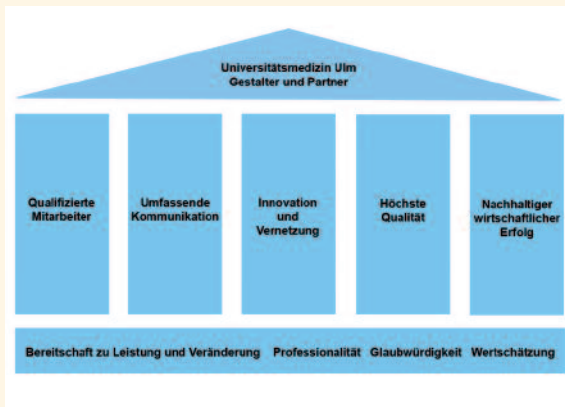 Universitätsmedizin Ulm
Gestalter und Partner
Qualifizierte
Mitarbeiter
Umfassende
Kommunikation
Innovation
und
Vernetzung
Höchste
Qualität
Nachhaltiger
wirtschaftlicher
Erfolg
Bereitschaft zu Leistung und Veränderung Professionalität Glaubwürdigkeit Wertschätzung